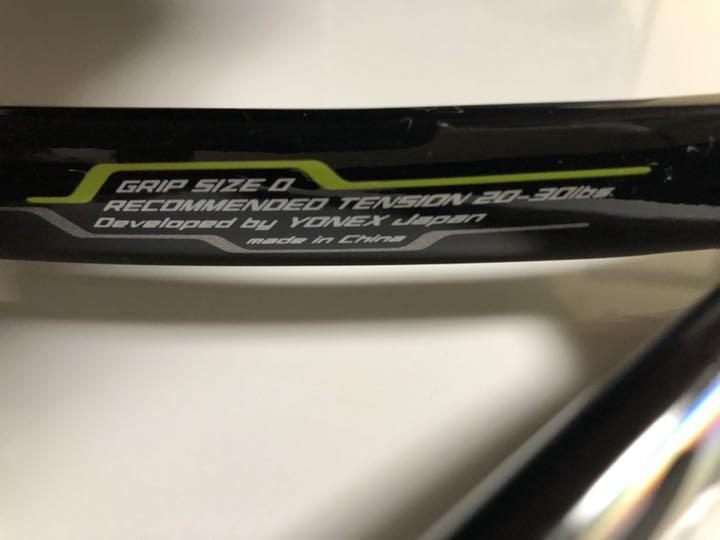 GRIP SIZE 0
RECOMMENDED TENSION 20-30lbs.
Developed by YONEX Japan
made in China